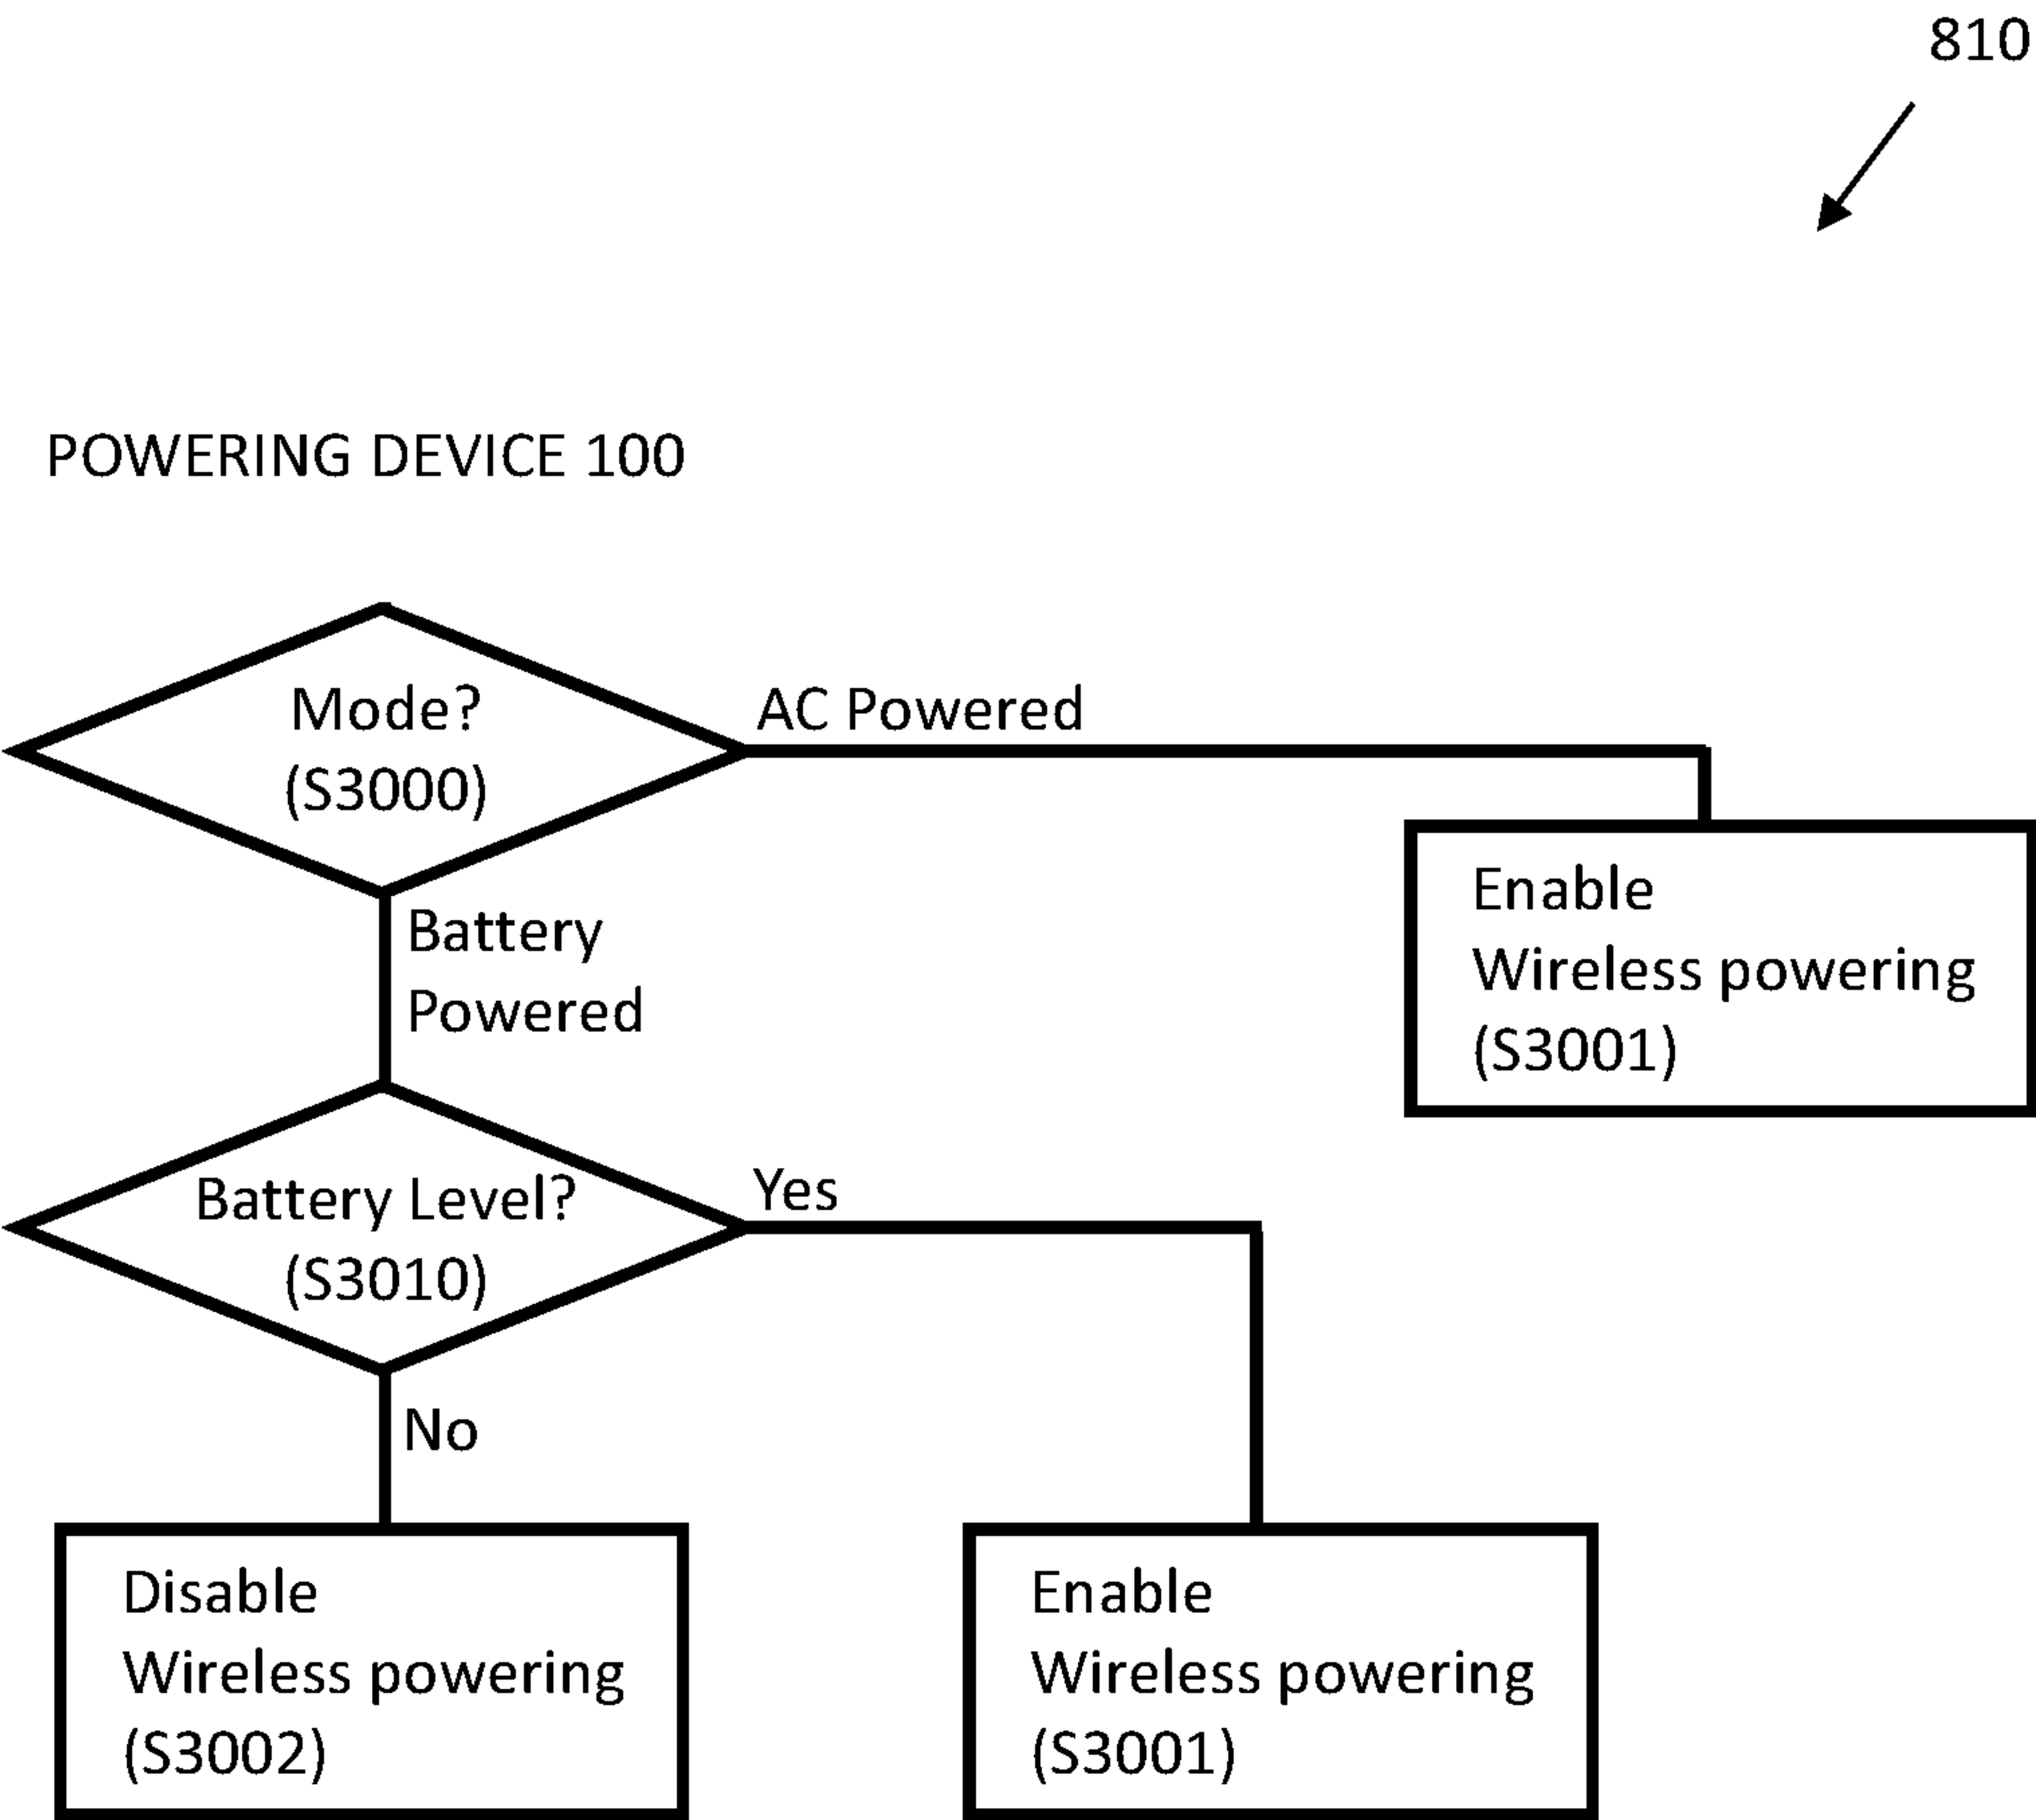 810
POWERING DEVICE 100
Mode?
(S3000)
AC Powered
Enable
Wireless powering
(S3001)
Battery
Powered
Battery Level?
(S3010)
Yes
No
Disable
Wireless powering
(S3002)
Enable
Wireless powering
(S3001)